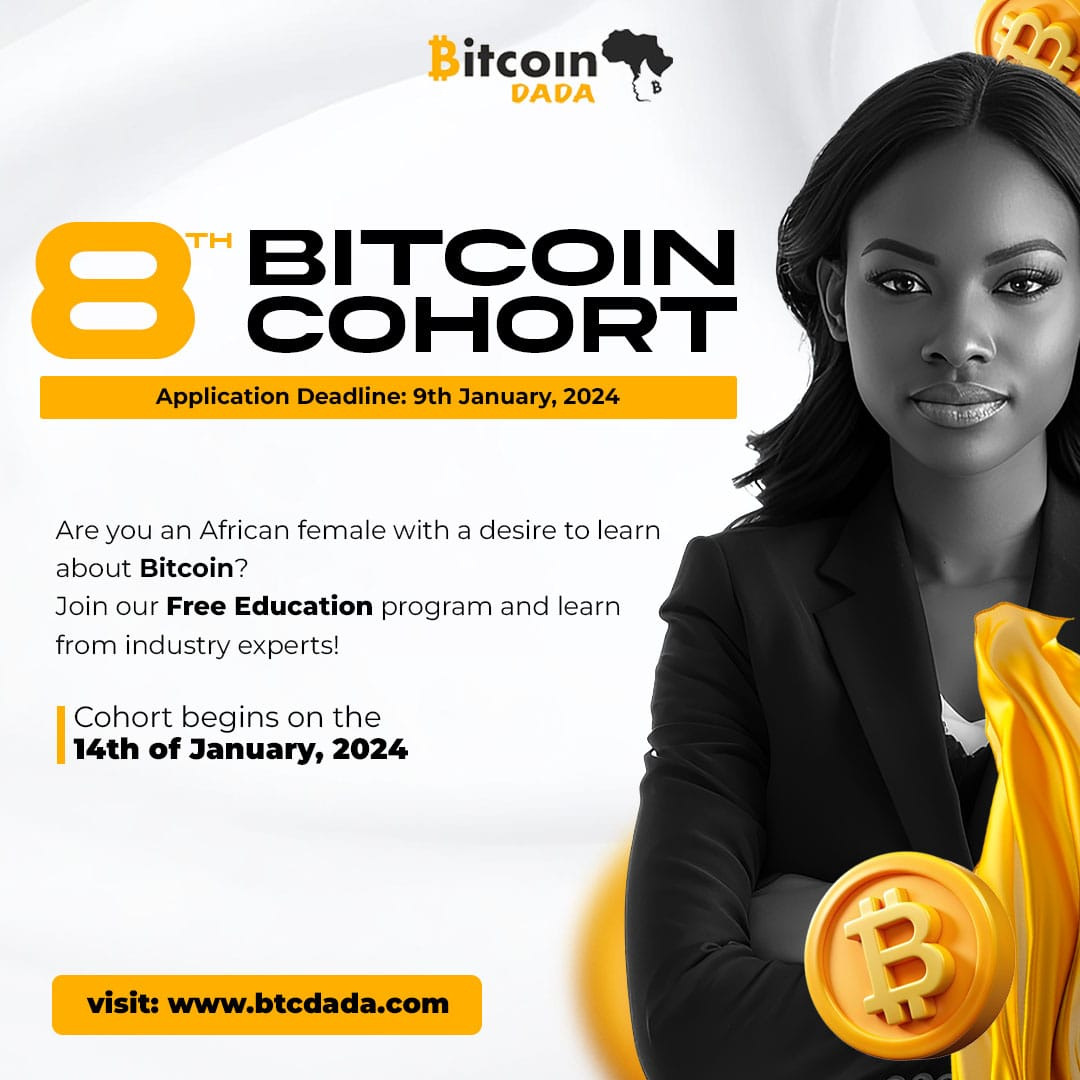 Bitcoin
DADA
8TH BITCOIN
COHORT
Application Deadline: 9th January, 2024
Are you an African female with a desire to learn
about Bitcoin?
Join our Free Education program and learn
from industry experts!
Cohort begins on the
14th of January, 2024
visit: www.btcdada.com